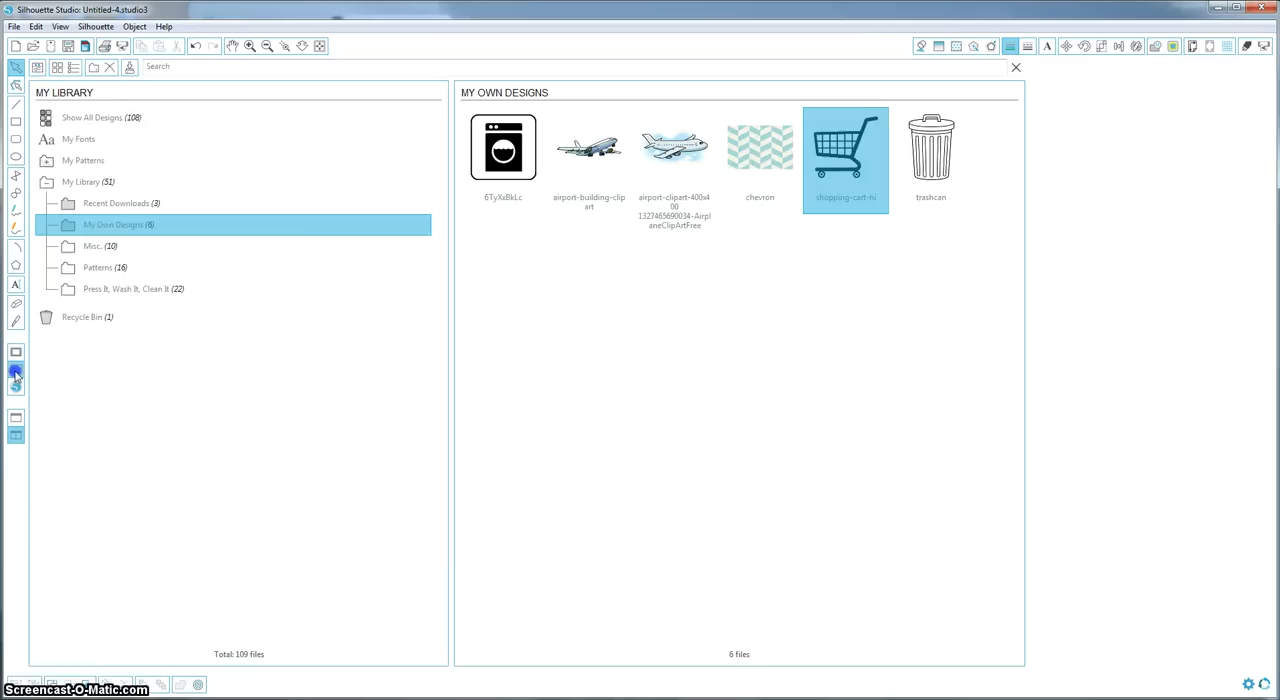 Silhouette Studio: Untitled-4.studio3
File Edit View Silhouette Object Help
Search
MY LIBRARY
Show All Designs (108)
My Fonts
My Patterns
My Library (51)
Recent Downloads (3)
My Own Designs (6)
Misc. (10)
Patterns (16)
Press It, Wash It, Clean It (22)
Recycle Bin (1)
Total: 109 files
MY OWN DESIGNS
6TyXxBkLc
airport-building-clip
art
airport-clipart-400x4
00
1327465690034-Airpl
aneClipArtFree
chevron
shopping-cart-hi
trashcan
6 files
Screencast-O-Matic.com